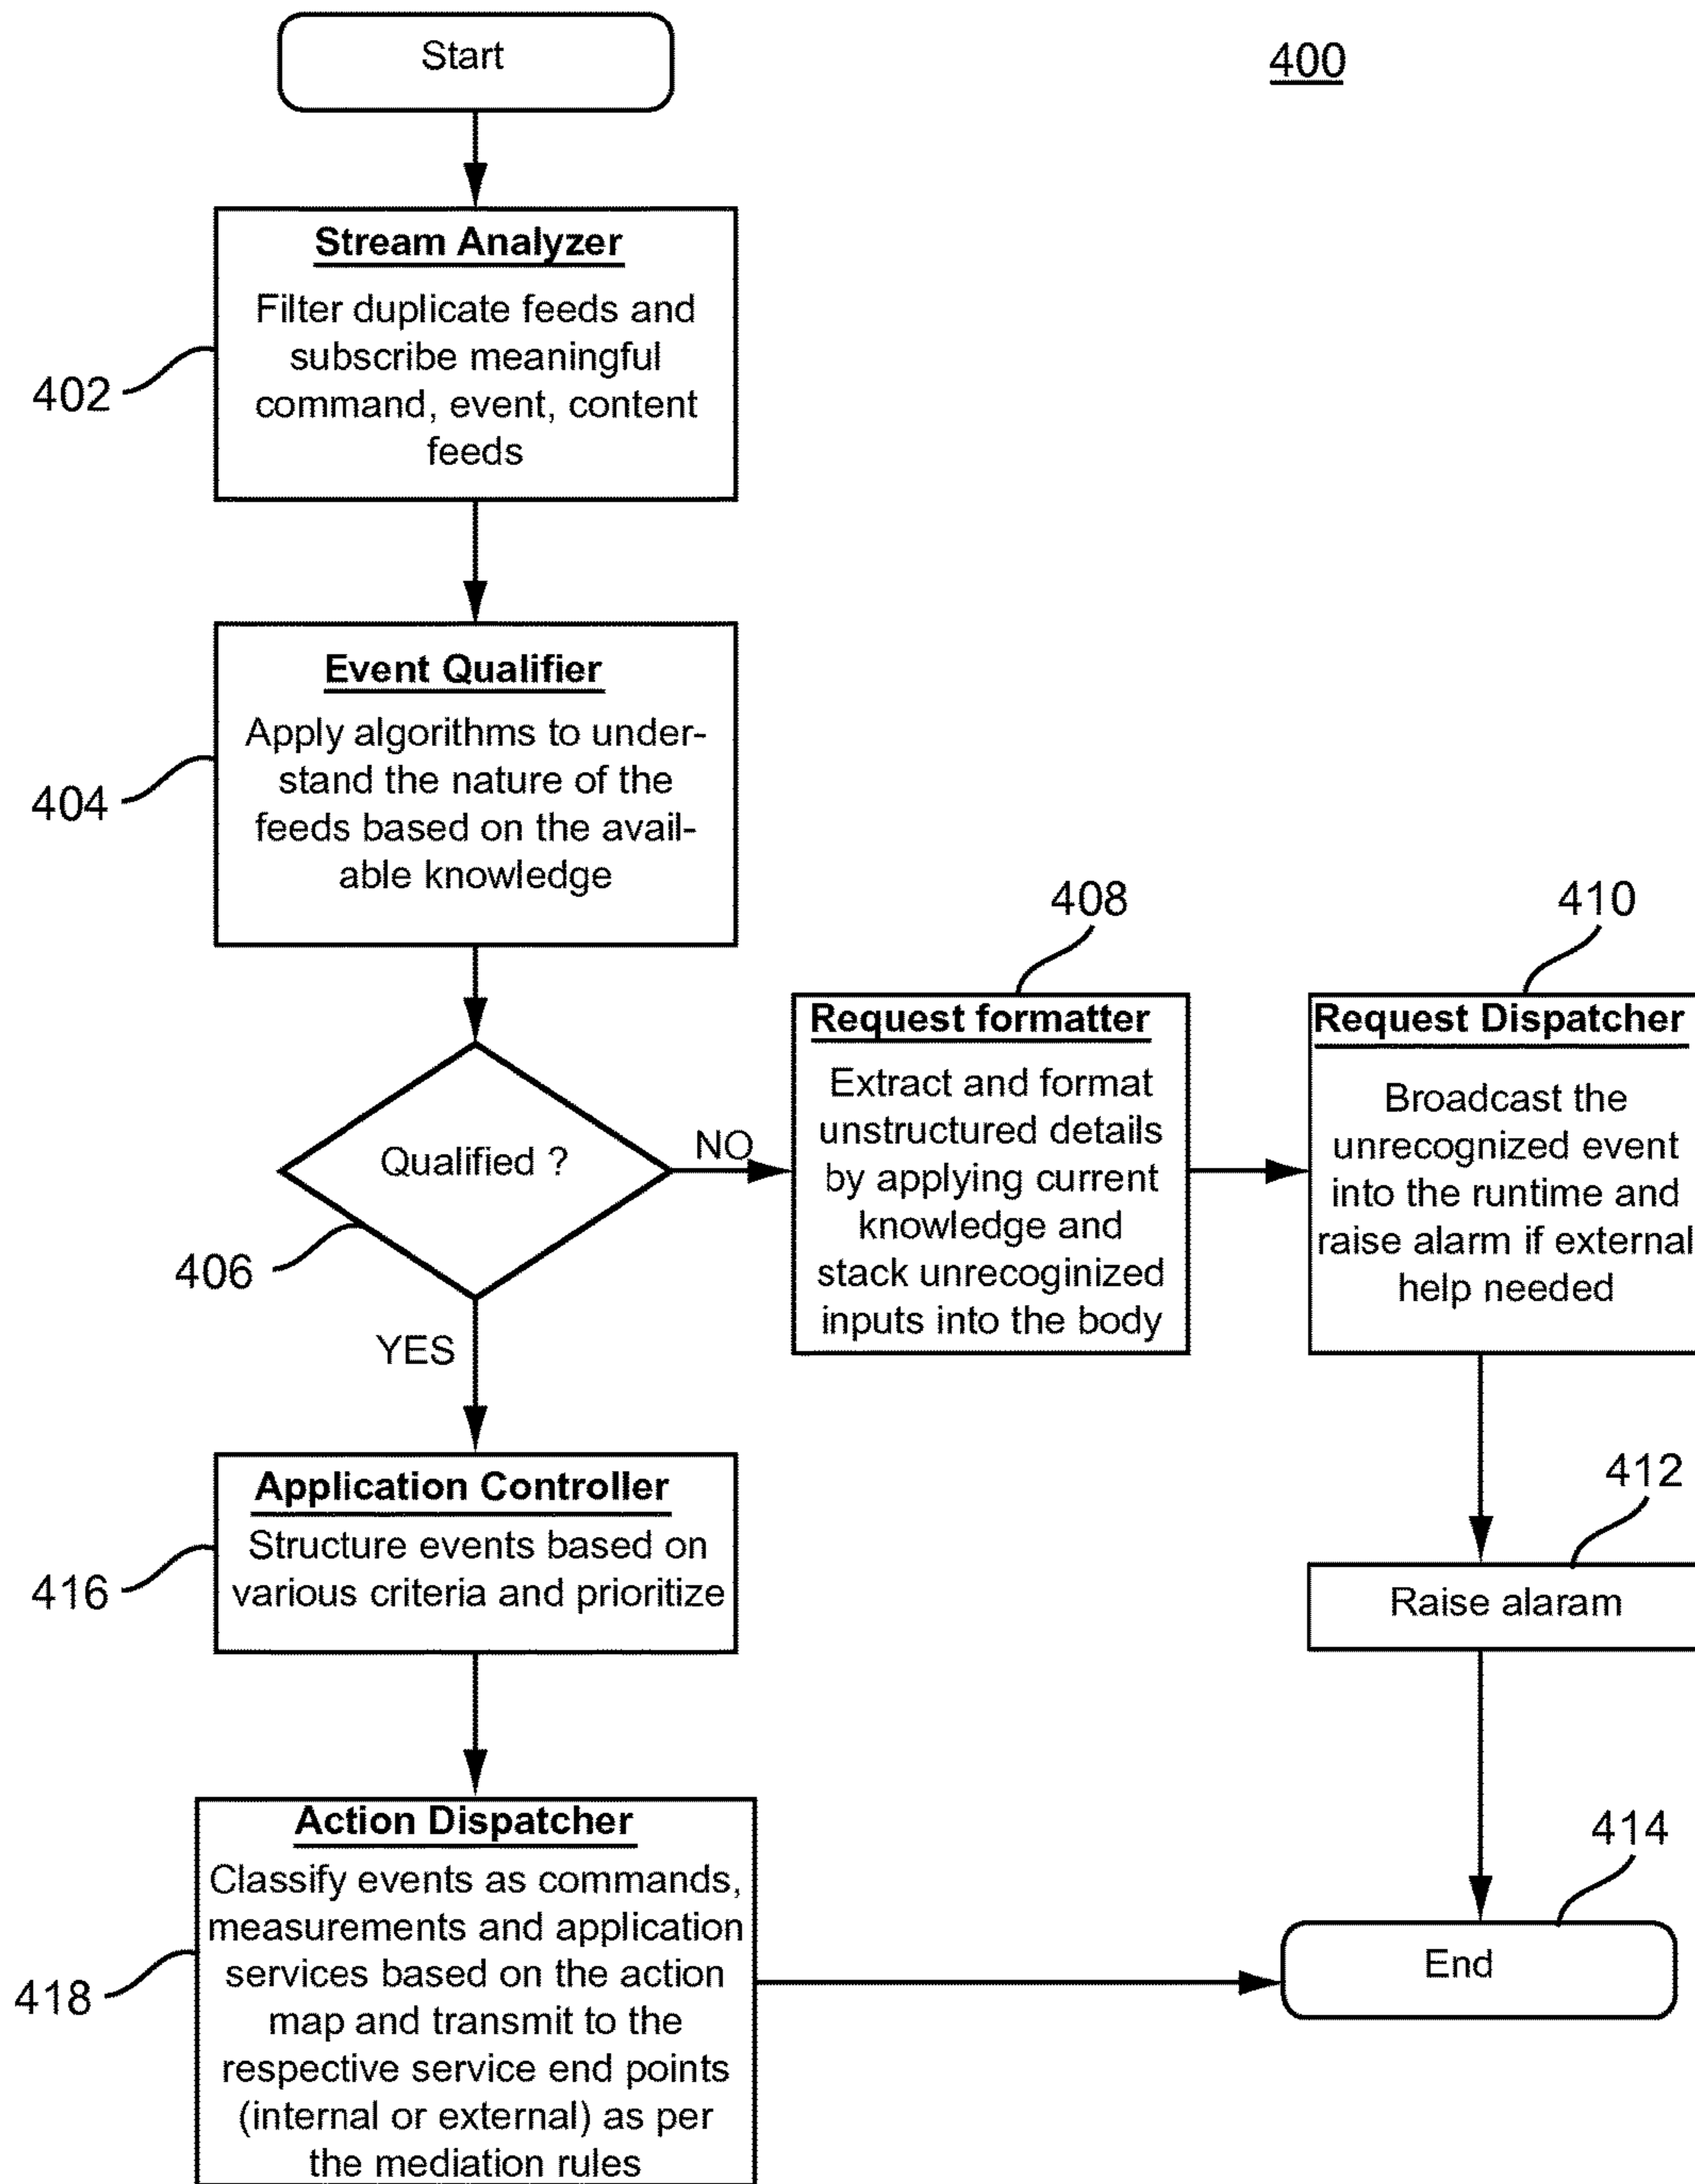 Start
400
Stream Analyzer
Filter duplicate feeds and
subscribe meaningful
command, event, content
feeds
402
Event Qualifier
Apply algorithms to under-
stand the nature of the
feeds based on the avail-
able knowledge
404
408
410
Qualified ?
NO
406
YES
Request formatter
Extract and format
unstructured details
by applying current
knowledge and
stack unrecoginized
inputs into the body
Request Dispatcher
Broadcast the
unrecognized event
into the runtime and
raise alarm if external
help needed
Application Controller
Structure events based on
various criteria and prioritize
416
412
Raise alaram
Action Dispatcher
Classify events as commands,
measurements and application
services based on the action
map and transmit to the
respective service end points
(internal or external) as per
the mediation rules
418
414
End